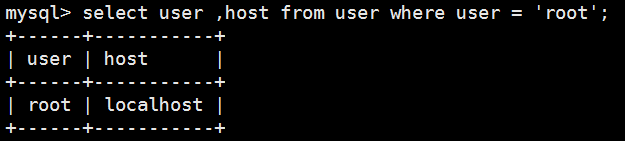 mysql> select user ,host from user where user = 'root';
+------+-----------+
| user | host      |
+------+-----------+
| root | localhost |
+------+-----------+